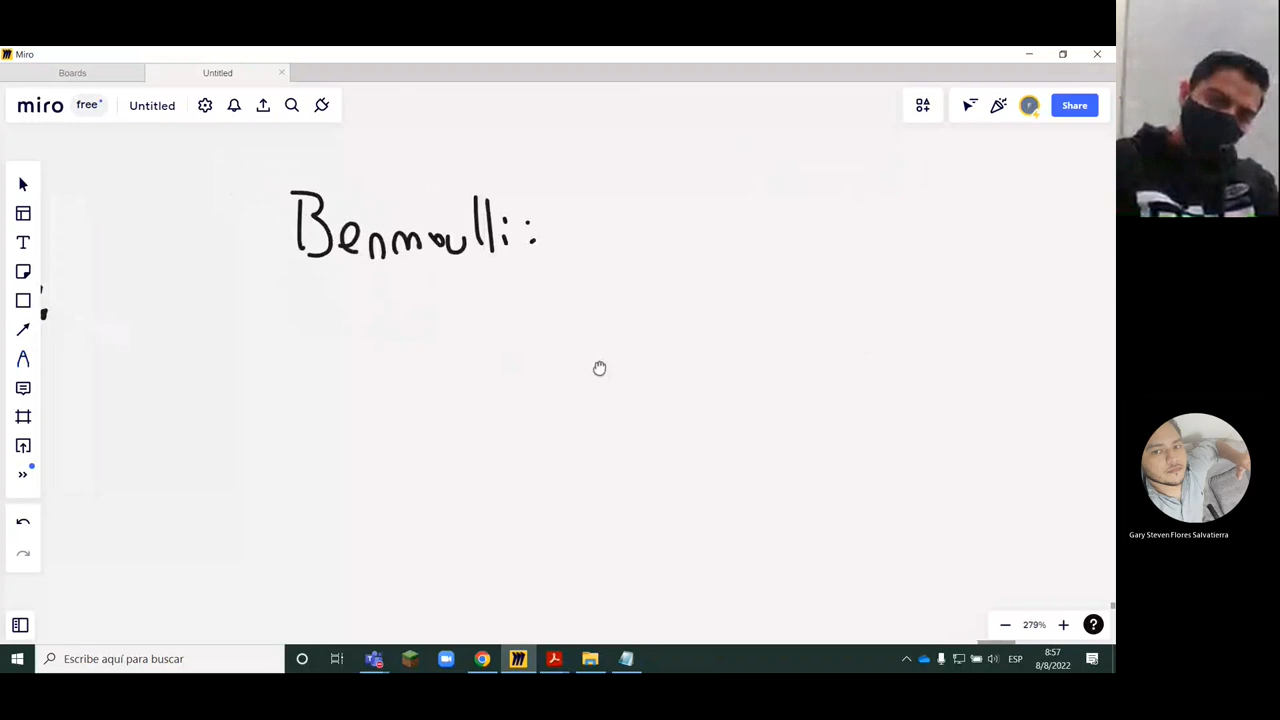 Miro
Boards
Untitled
miro free
Untitled
Share
Bernoulli :
279%
Escribe aquí para buscar
ESP
8:57
8/8/2022
Gary Steven Flores Salvatierra